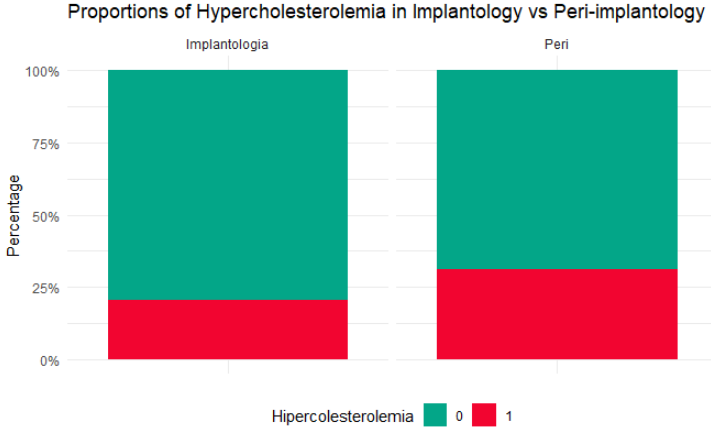 Proportions of Hypercholesterolemia in Implantology vs Peri-implantology
Implantologia Peri
100%
75%
50%
25%
0%
Percentage
Hipercolesterolemia 0 1